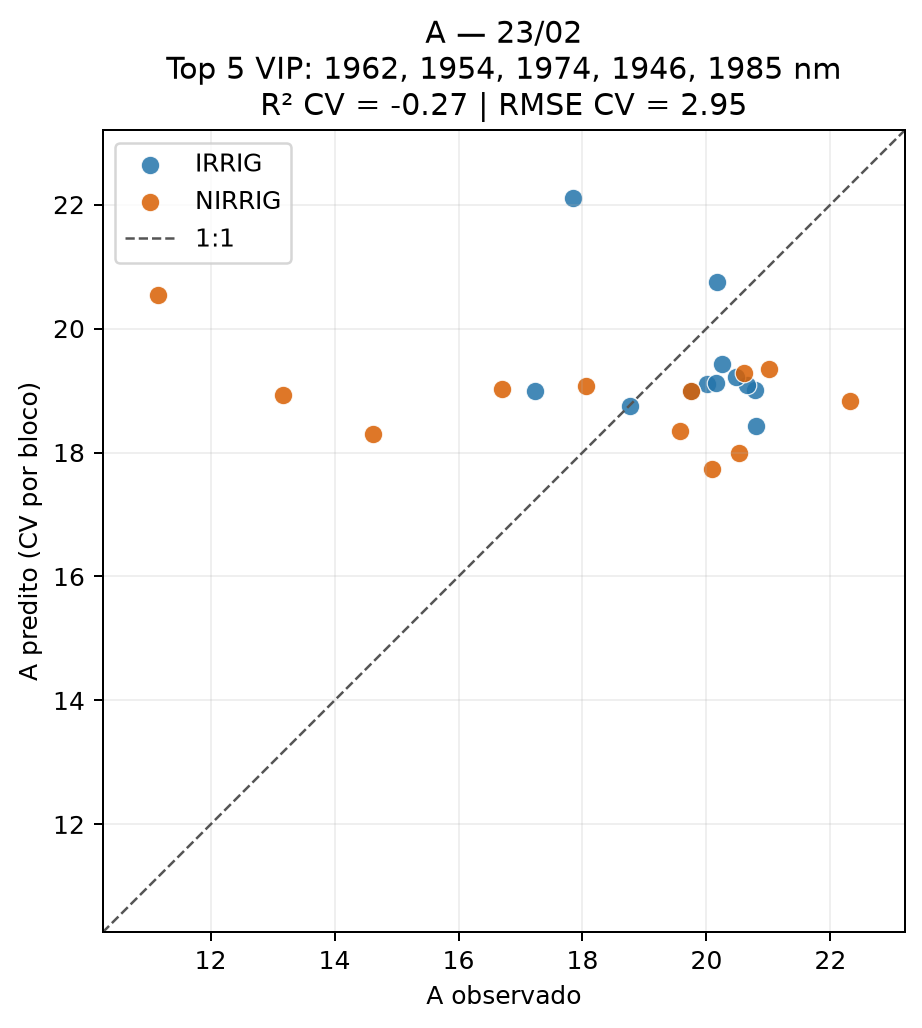 A — 23/02
Top 5 VIP: 1962, 1954, 1974, 1946, 1985 nm
R² CV = -0.27 | RMSE CV = 2.95
IRRIG
NIRRIG
1:1
A predito (CV por bloco)
22
20
18
16
14
12
12 14 16 18 20 22
A observado